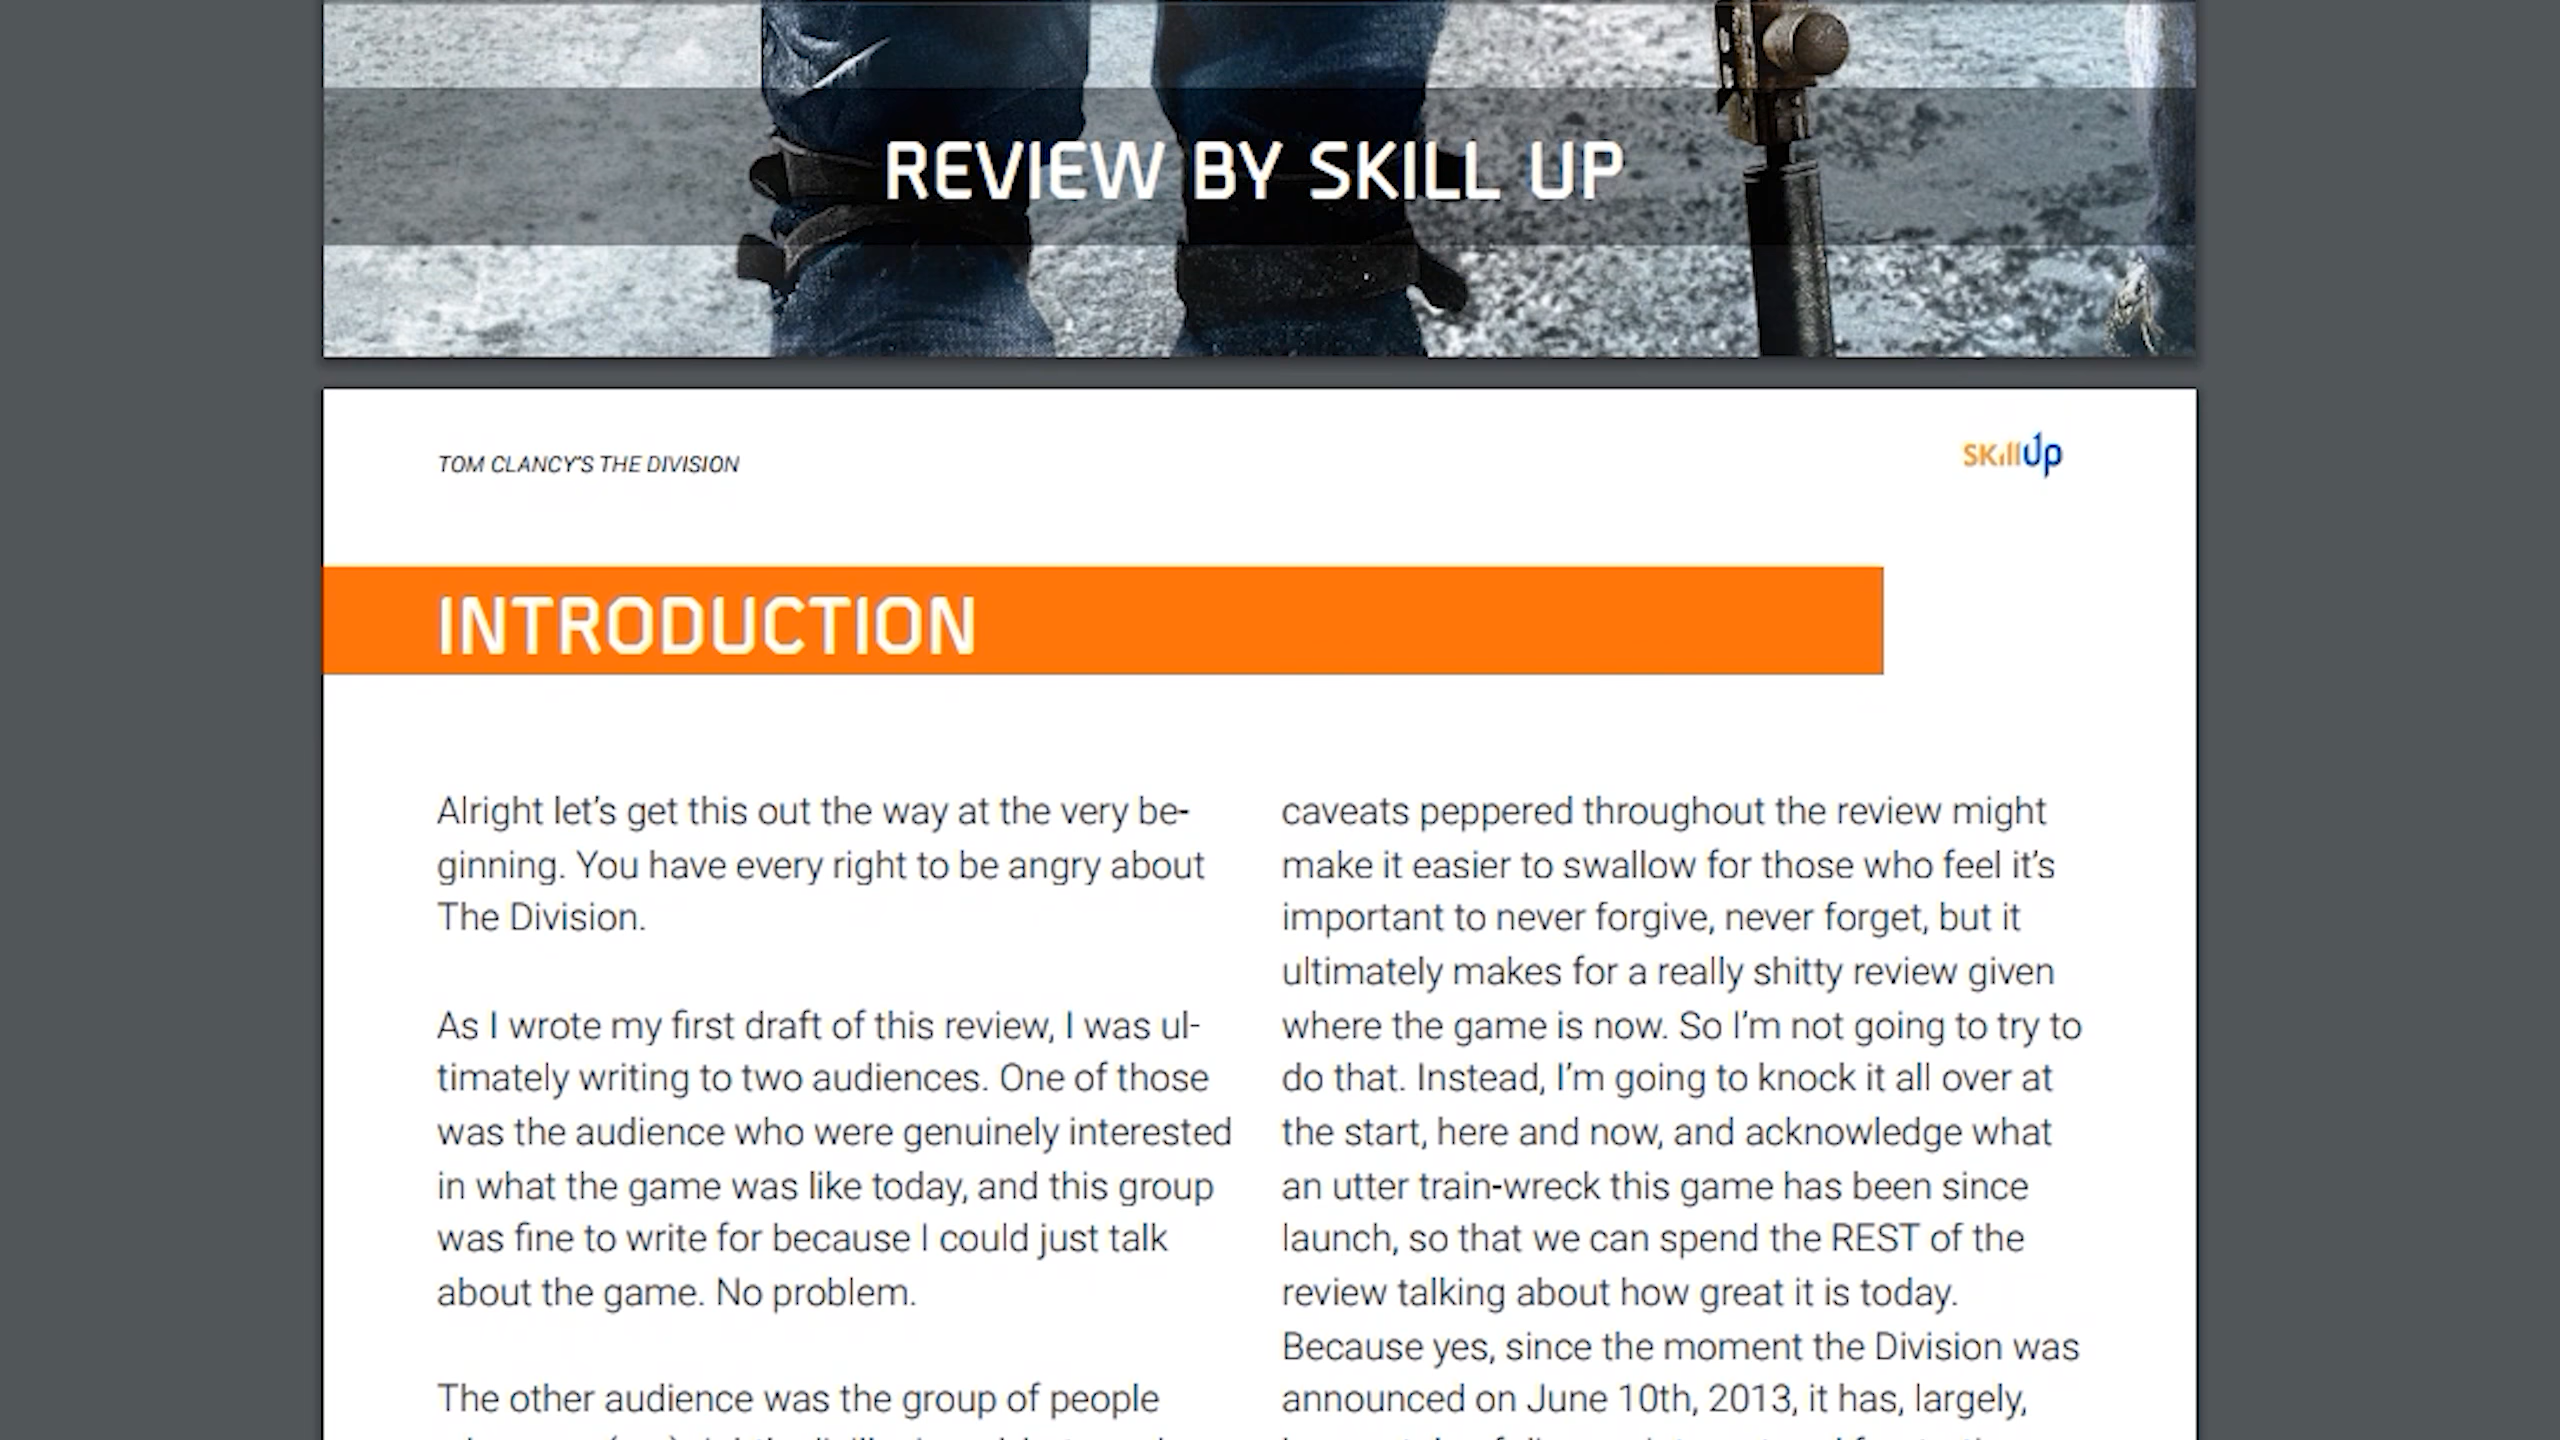 REVIEW BY SKILL UP
TOM CLANCY'S THE DIVISION
SkillUp
INTRODUCTION
Alright let's get this out the way at the very be-
ginning. You have every right to be angry about
The Division.
As I wrote my first draft of this review, I was ul-
timately writing to two audiences. One of those
was the audience who were genuinely interested
in what the game was like today, and this group
was fine to write for because I could just talk
about the game. No problem.
The other audience was the group of people
caveats peppered throughout the review might
make it easier to swallow for those who feel it's
important to never forgive, never forget, but it
ultimately makes for a really shitty review given
where the game is now. So I'm not going to try to
do that. Instead, I'm going to knock it all over at
the start, here and now, and acknowledge what
an utter train-wreck this game has been since
launch, so that we can spend the REST of the
review talking about how great it is today.
Because yes, since the moment the Division was
announced on June 10th, 2013, it has, largely,